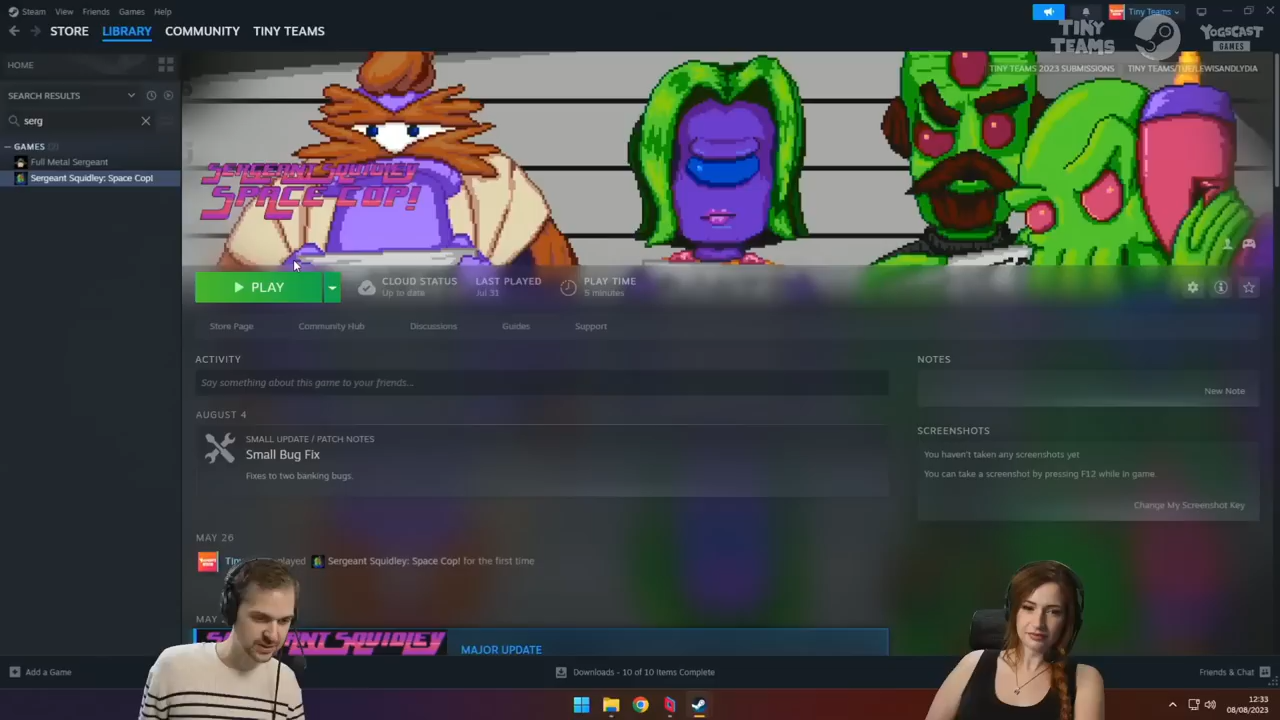 Steam View Friends Games Help
Tiny Teams
STORE LIBRARY COMMUNITY TINY TEAMS
TINY TEAMS
YOGSCAST GAMES
HOME
TINY TEAMS 2023 SUBMISSIONS
SEARCH RESULTS
serg
GAMES
Full Metal Sergeant
Sergeant Squidley: Space Cop!
SERGEANT SQUIDLEY
SPACE COP!
PLAY
CLOUD STATUS
Up to date
LAST PLAYED
Jul 31
PLAY TIME
5 minutes
Store Page Community Hub Discussions Guides Support
ACTIVITY
Say something about this game to your friends...
NOTES
New Note
AUGUST 4
SMALL UPDATE / PATCH NOTES
Small Bug Fix
Fixes to two banking bugs.
SCREENSHOTS
You haven't taken any screenshots yet
You can take a screenshot by pressing F12 while in game.
Change My Screenshot Key
MAY 26
played Sergeant Squidley: Space Cop! for the first time
MAY
SERGEANT SQUIDLEY
MAJOR UPDATE
Add a Game
Downloads - 10 of 10 Items Complete
Friends & Chat
12:33
08/08/2023